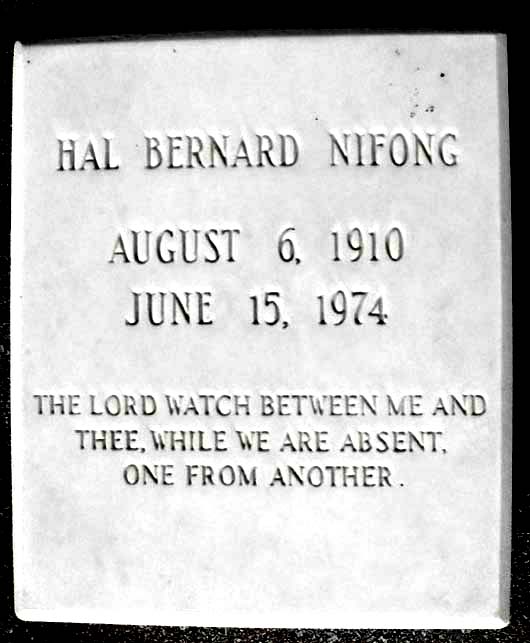 HAL BERNARD NIFONG
AUGUST 6, 1910
JUNE 15, 1974
THE LORD WATCH BETWEEN ME AND
THEE, WHILE WE ARE ABSENT,
ONE FROM ANOTHER.